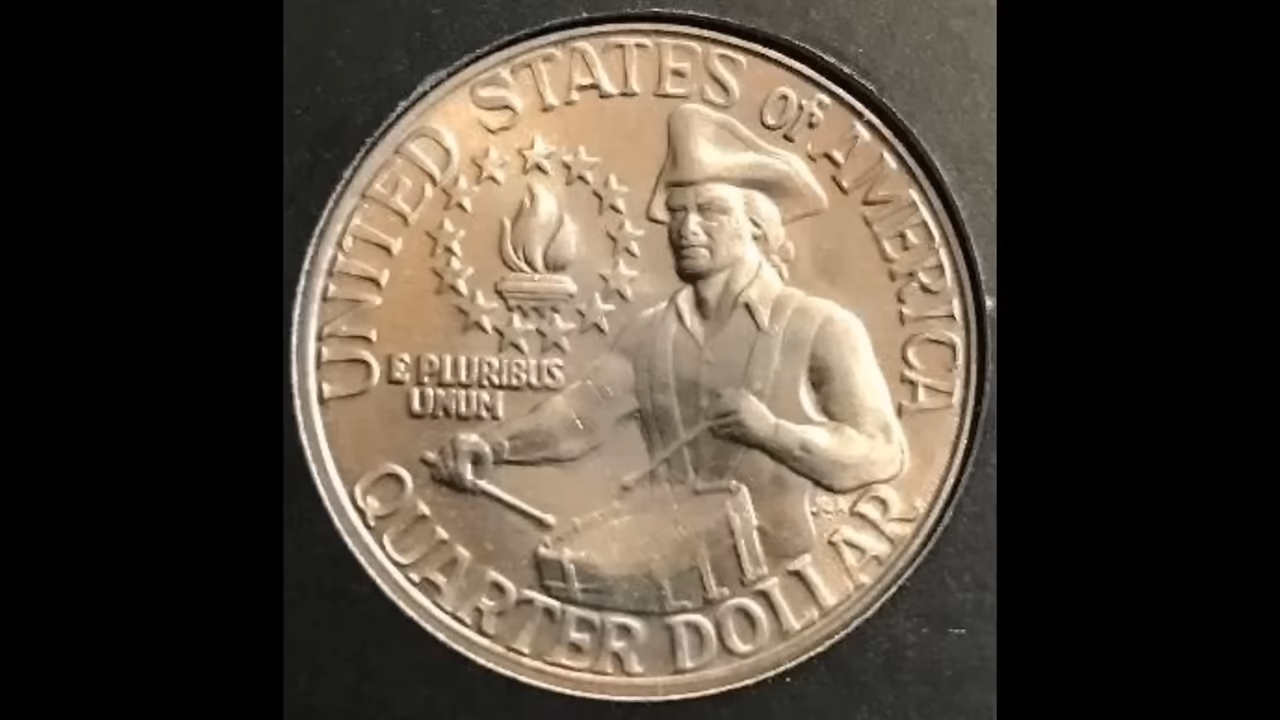 UNITED STATES of AMERICA
E PLURIBUS
UNUM
QUARTER DOLLAR